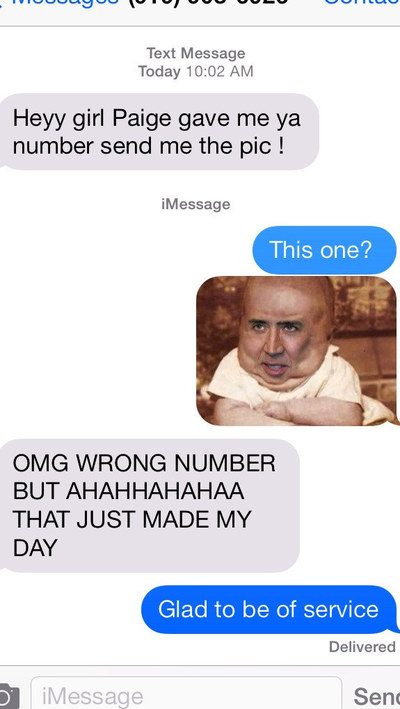 Text Message
Today 10:02 AM
Heyy girl Paige gave me ya
number send me the pic !
iMessage
This one?
OMG WRONG NUMBER
BUT AHAHHAHAHAA
THAT JUST MADE MY
DAY
Glad to be of service
Delivered
iMessage